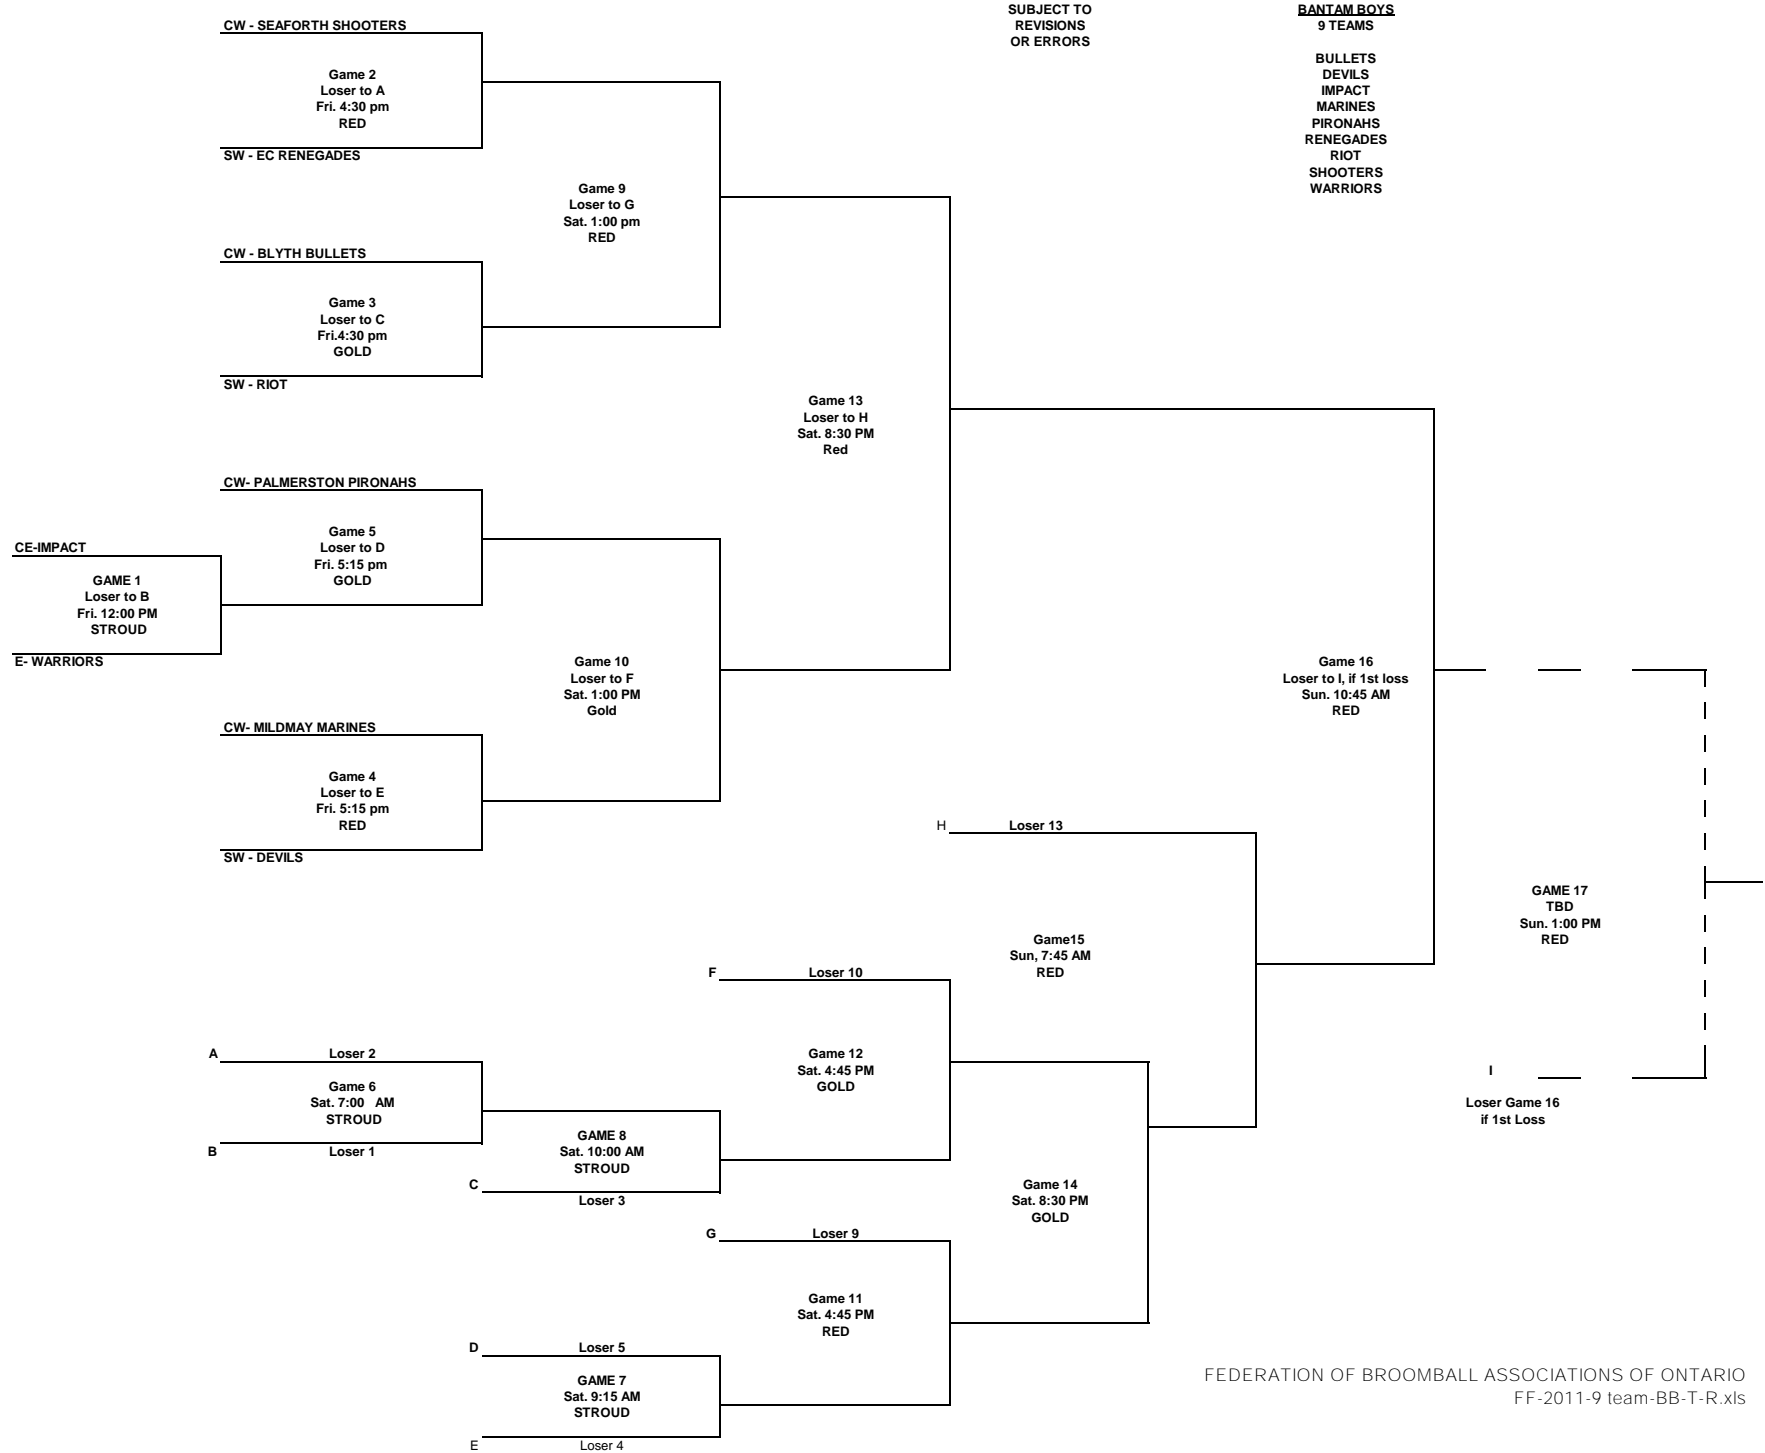 SUBJECT TO
REVISIONS
OR ERRORS
BANTAM BOYS
9 TEAMS
BULLETS
DEVILS
IMPACT
MARINES
PIRONAHS
RENEGADES
RIOT
SHOOTERS
WARRIORS
CW - SEAFORTH SHOOTERS
Game 2
Loser to A
Fri. 4:30 pm
RED
SW - EC RENEGADES
Game 9
Loser to G
Sat. 1:00 pm
RED
CW - BLYTH BULLETS
Game 3
Loser to C
Fri.4:30 pm
GOLD
SW - RIOT
Game 13
Loser to H
Sat. 8:30 PM
Red
CW- PALMERSTON PIRONAHS
Game 5
Loser to D
Fri. 5:15 pm
GOLD
CE-IMPACT
GAME 1
Loser to B
Fri. 12:00 PM
STROUD
E- WARRIORS
Game 10
Loser to F
Sat. 1:00 PM
Gold
Game 16
Loser to I, if 1st loss
Sun. 10:45 AM
RED
CW- MILDMAY MARINES
Game 4
Loser to E
Fri. 5:15 pm
RED
SW - DEVILS
H Loser 13
GAME 17
TBD
Sun. 1:00 PM
RED
Game15
Sun, 7:45 AM
RED
F Loser 10
Game 12
Sat. 4:45 PM
GOLD
A Loser 2
Game 6
Sat. 7:00 AM
STROUD
B Loser 1
I
Loser Game 16
if 1st Loss
GAME 8
Sat. 10:00 AM
STROUD
C
Loser 3
Game 14
Sat. 8:30 PM
GOLD
G Loser 9
Game 11
Sat. 4:45 PM
RED
D Loser 5
GAME 7
Sat. 9:15 AM
STROUD
E Loser 4
FEDERATION OF BROOMBALL ASSOCIATIONS OF ONTARIO
FF-2011-9 team-BB-T-R.xls